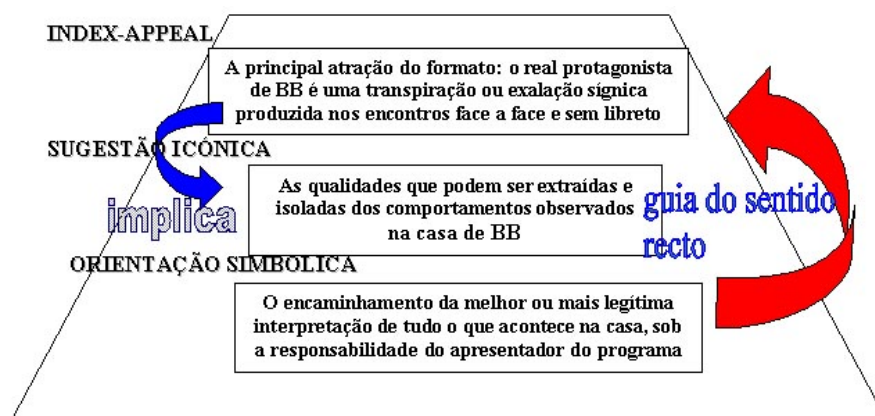 INDEX-APPEAL
A principal atração do formato: o real protagonista
de BB é uma transpiração ou exalação sígnica
produzida nos encontros face a face e sem libreto
SUGESTÃO ICÓNICA
implica
As qualidades que podem ser extraídas e
isoladas dos comportamentos observados
na casa de BB
guia do sentido
recto
ORIENTAÇÃO SIMBOLICA
O encaminhamento da melhor ou mais legítima
interpretação de tudo o que acontece na casa, sob
a responsabilidade do apresentador do programa